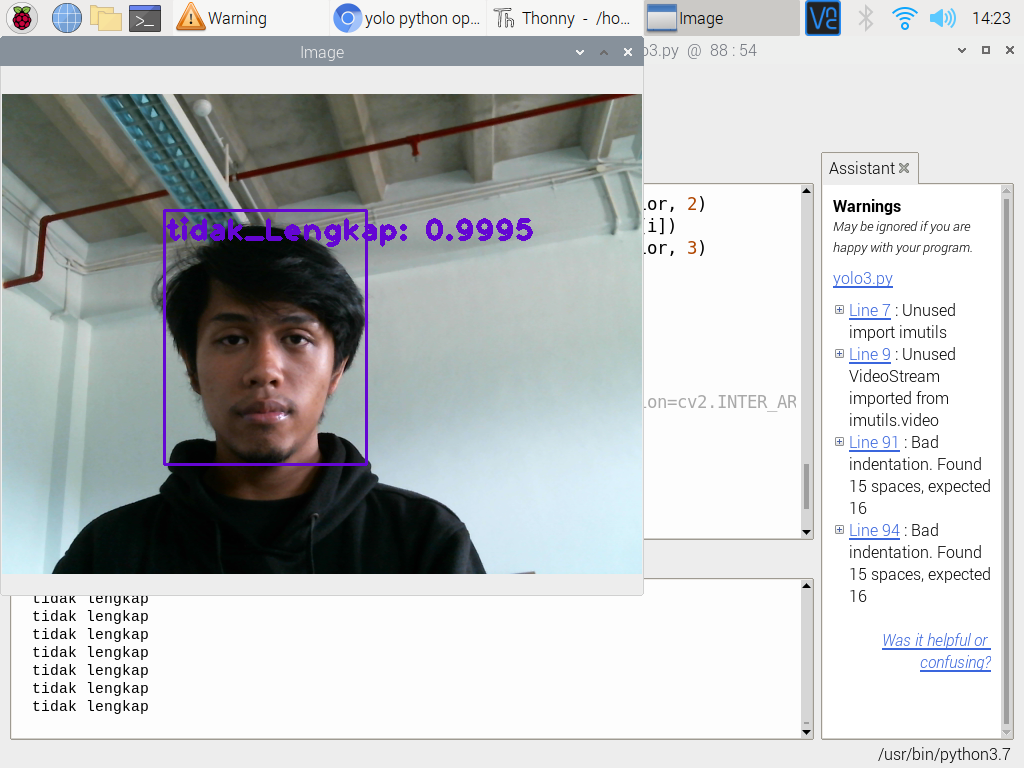 Warning
yolo python op...
Thonny - /ho...
Image
14:23
Image
o3.py @ 88 : 54
tidak_Lengkap: 0.9995
lor, 2)
[i])
lor, 3)
ion=cv2.INTER_AR
Assistant
Warnings
May be ignored if you are
happy with your program.
yolo3.py
Line 7 : Unused
import imutils
Line 9 : Unused
VideoStream
imported from
imutils.video
Line 91 : Bad
indentation. Found
15 spaces, expected
16
Line 94 : Bad
indentation. Found
15 spaces, expected
16
Was it helpful or
confusing?
tidak lengkap
tidak lengkap
tidak lengkap
tidak lengkap
tidak lengkap
tidak lengkap
tidak lengkap
/usr/bin/python3.7